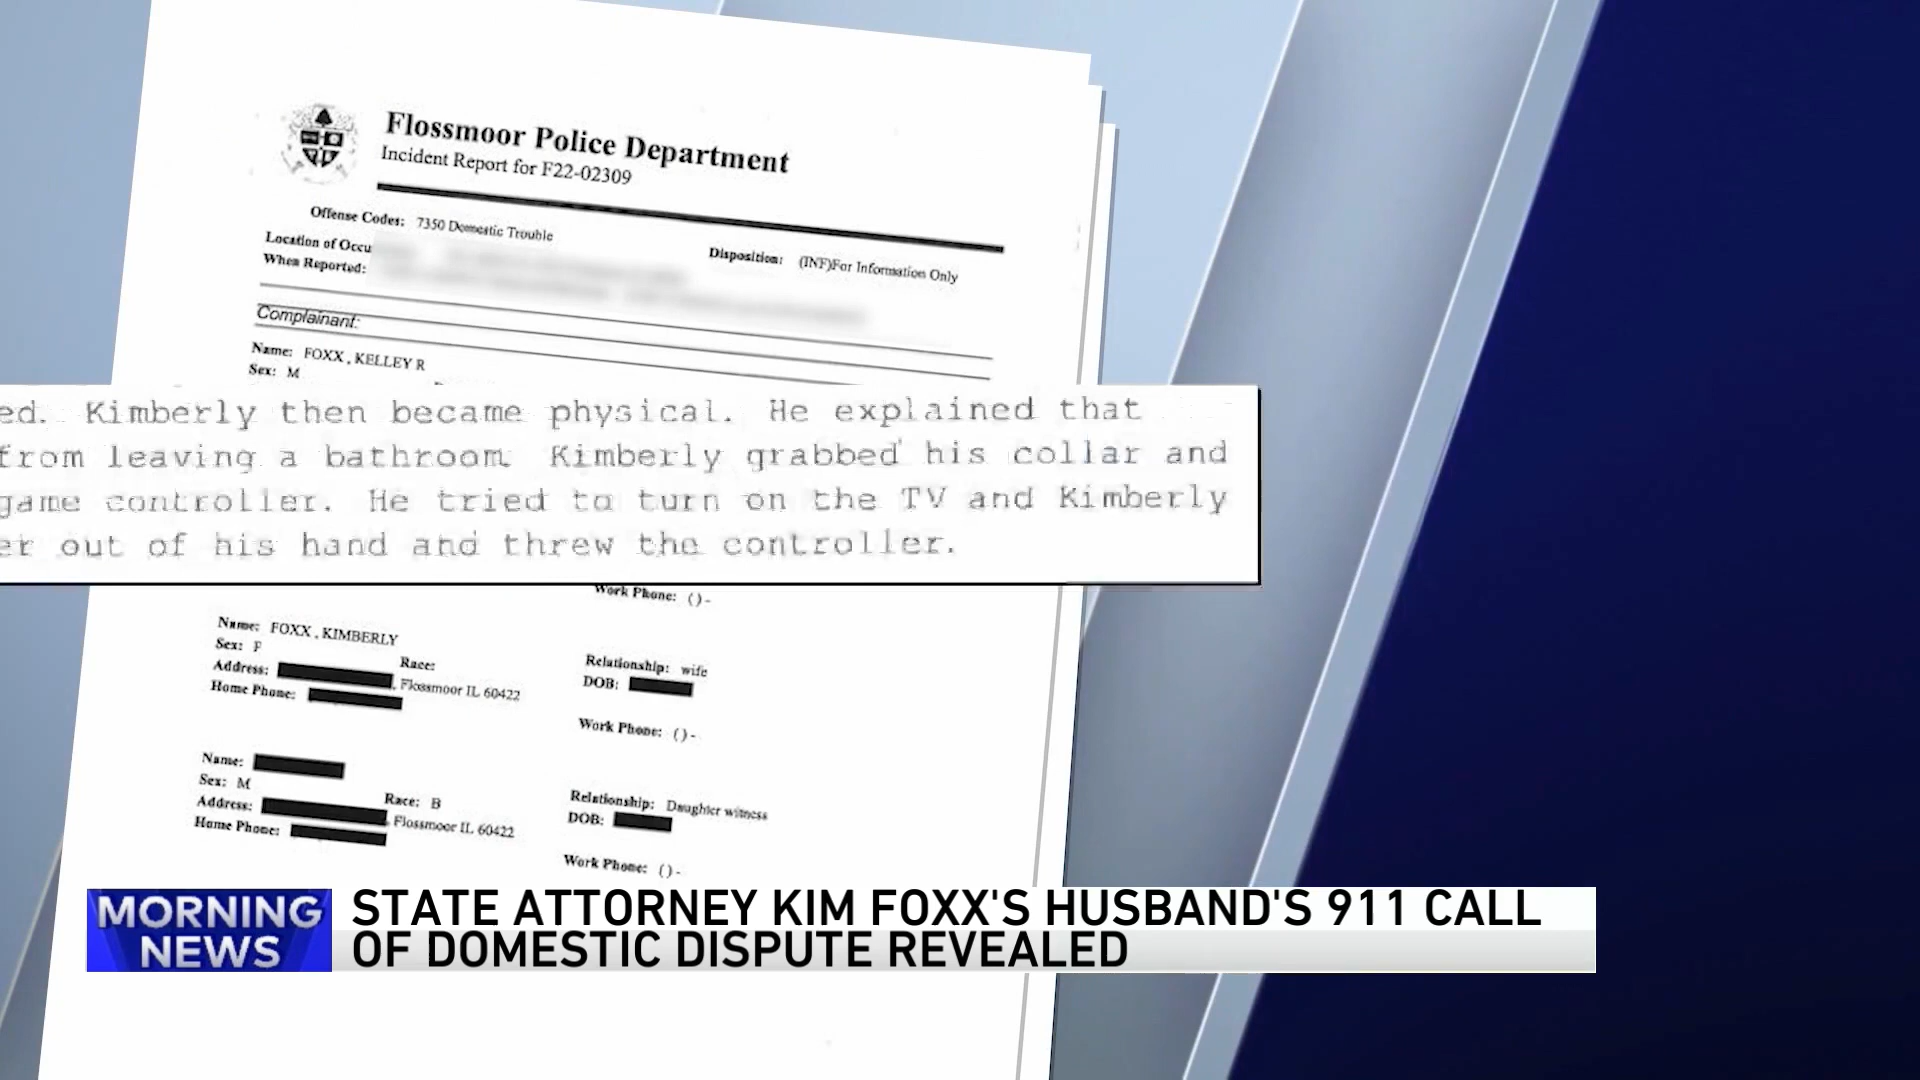 Flossmoor Police Department
Incident Report for F22-02309
Offense Codes: 7350 Domestic Trouble
Disposition: (INF)For Information Only
Location of Occu
When Reported:
Complainant:
Name: FOXX , KELLEY R
Sex: M
ed. Kimberly then became physical. He explained that
from leaving a bathroom. Kimberly grabbed his collar and
game controller. He tried to turn on the TV and Kimberly
er out of his hand and threw the controller.
Work Phone: ( ) -
Name: FOXX , KIMBERLY
Sex: F
Race:
Relationship: wife
Address: , Flossmoor IL 60422
DOB:
Home Phone:
Work Phone: ( ) -
Name:
Sex: M
Race: B
Relationship: Daughter witness
Address: , Flossmoor IL 60422
DOB:
Home Phone:
Work Phone: ( ) -
MORNING
NEWS
STATE ATTORNEY KIM FOXX'S HUSBAND'S 911 CALL
OF DOMESTIC DISPUTE REVEALED